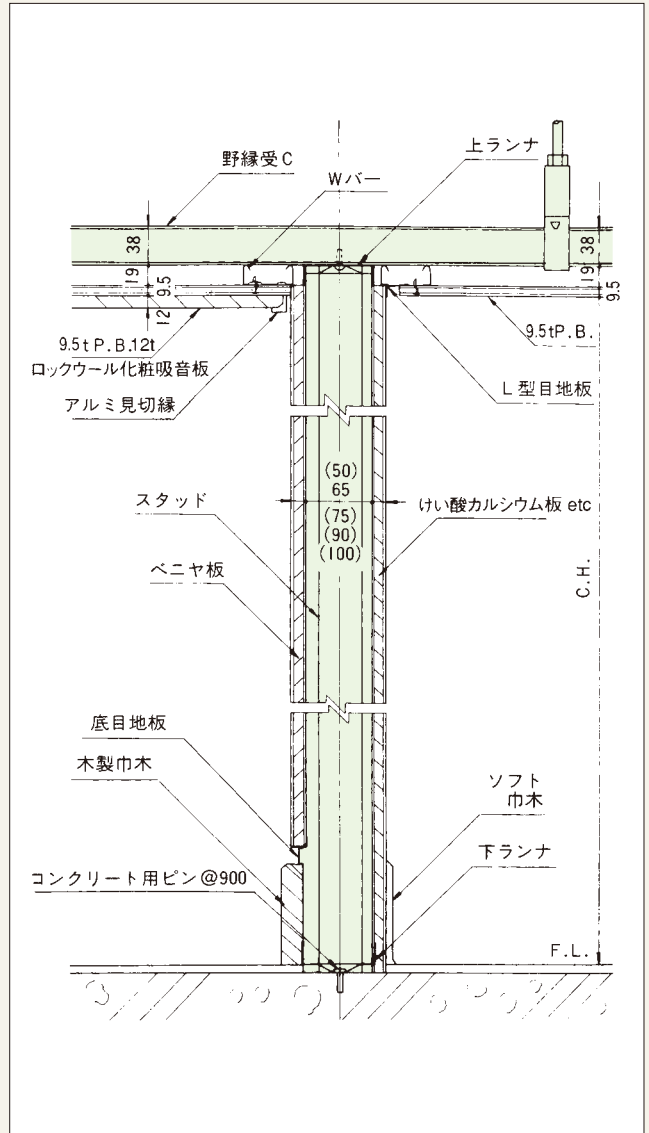 野縁受C
Wバー
上ランナ
38
19
9.5
12
38
19
9.5
9.5t P.B.12t
ロックウール化粧吸音板
アルミ見切縁
9.5tP.B.
L型目地板
(50)
65
(75)
(90)
(100)
スタッド
ベニヤ板
けい酸カルシウム板 etc
C.H.
底目地板
木製巾木
コンクリート用ピン@900
ソフト
巾木
下ランナ
F.L.